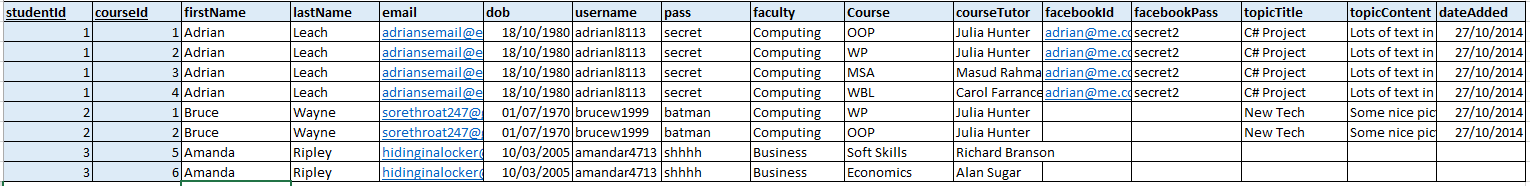 studentId courseId firstName lastName email dob username pass faculty Course courseTutor facebookId facebookPass topicTitle topicContent dateAdded
1 1 Adrian Leach adriansemail@e 18/10/1980 adrianl8113 secret Computing OOP Julia Hunter adrian@me.co secret2 C# Project Lots of text in 27/10/2014
1 2 Adrian Leach adriansemail@e 18/10/1980 adrianl8113 secret Computing WP Julia Hunter adrian@me.co secret2 C# Project Lots of text in 27/10/2014
1 3 Adrian Leach adriansemail@e 18/10/1980 adrianl8113 secret Computing MSA Masud Rahma adrian@me.co secret2 C# Project Lots of text in 27/10/2014
1 4 Adrian Leach adriansemail@e 18/10/1980 adrianl8113 secret Computing WBL Carol Farrance adrian@me.co secret2 C# Project Lots of text in 27/10/2014
2 1 Bruce Wayne sorethroat247@g 01/07/1970 brucew1999 batman Computing WP Julia Hunter New Tech Some nice pic 27/10/2014
2 2 Bruce Wayne sorethroat247@g 01/07/1970 brucew1999 batman Computing OOP Julia Hunter New Tech Some nice pic 27/10/2014
3 5 Amanda Ripley hidinginalocker@ 10/03/2005 amandar4713 shhhh Business Soft Skills Richard Branson
3 6 Amanda Ripley hidinginalocker@ 10/03/2005 amandar4713 shhhh Business Economics Alan Sugar